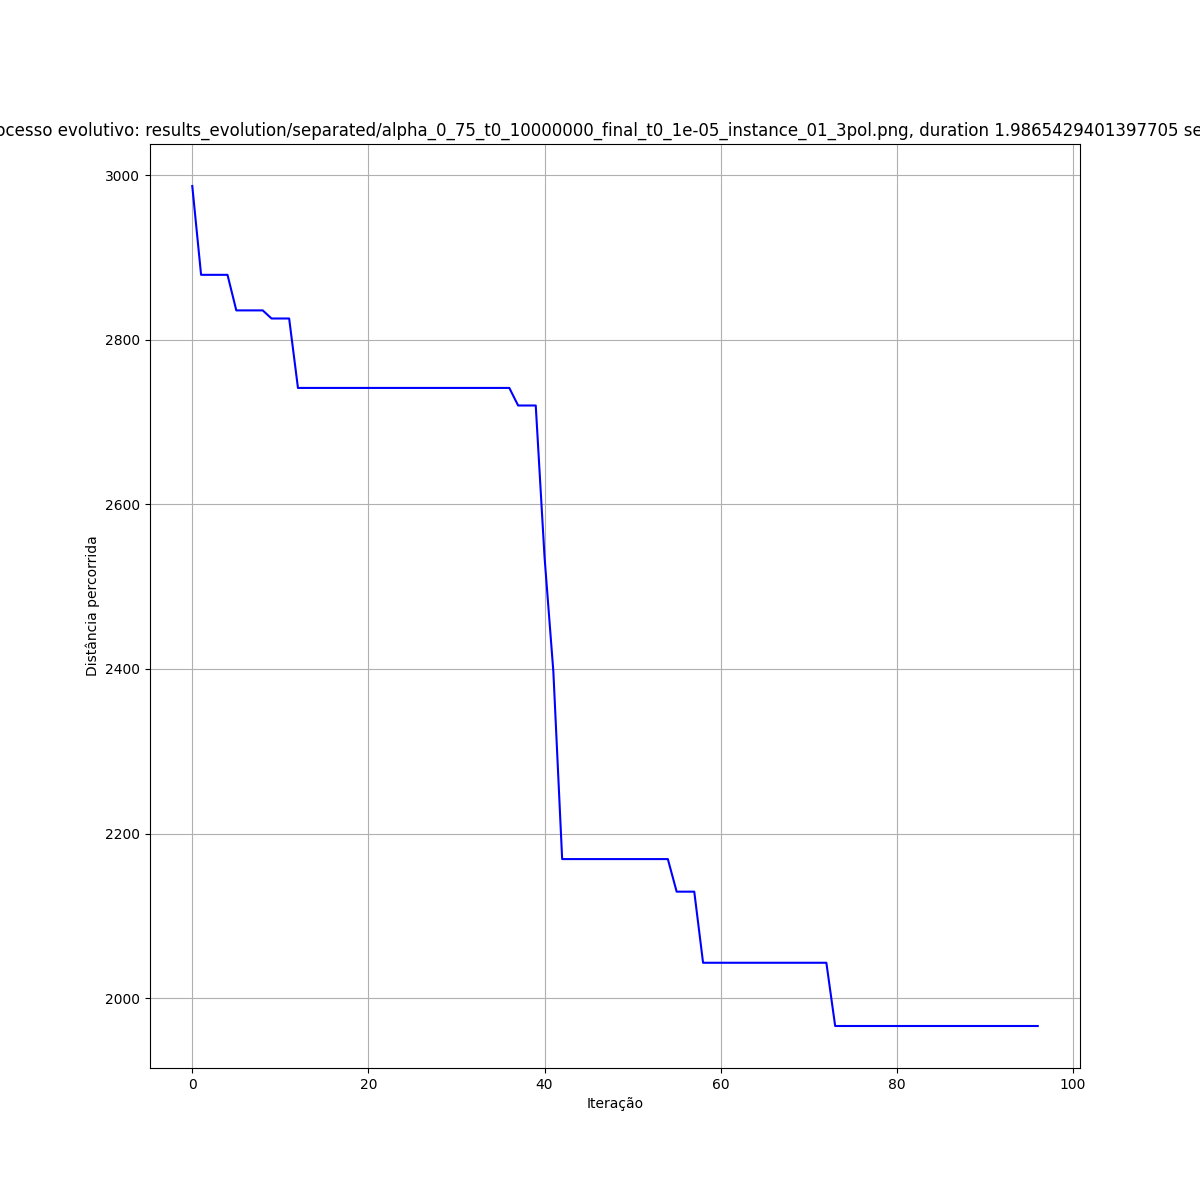 ocesso evolutivo: results_evolution/separated/alpha_0_75_t0_10000000_final_t0_1e-05_instance_01_3pol.png, duration 1.9865429401397705 se
3000
2800
2600
2400
2200
2000
Distância percorrida
0 20 40 60 80 100
Iteração